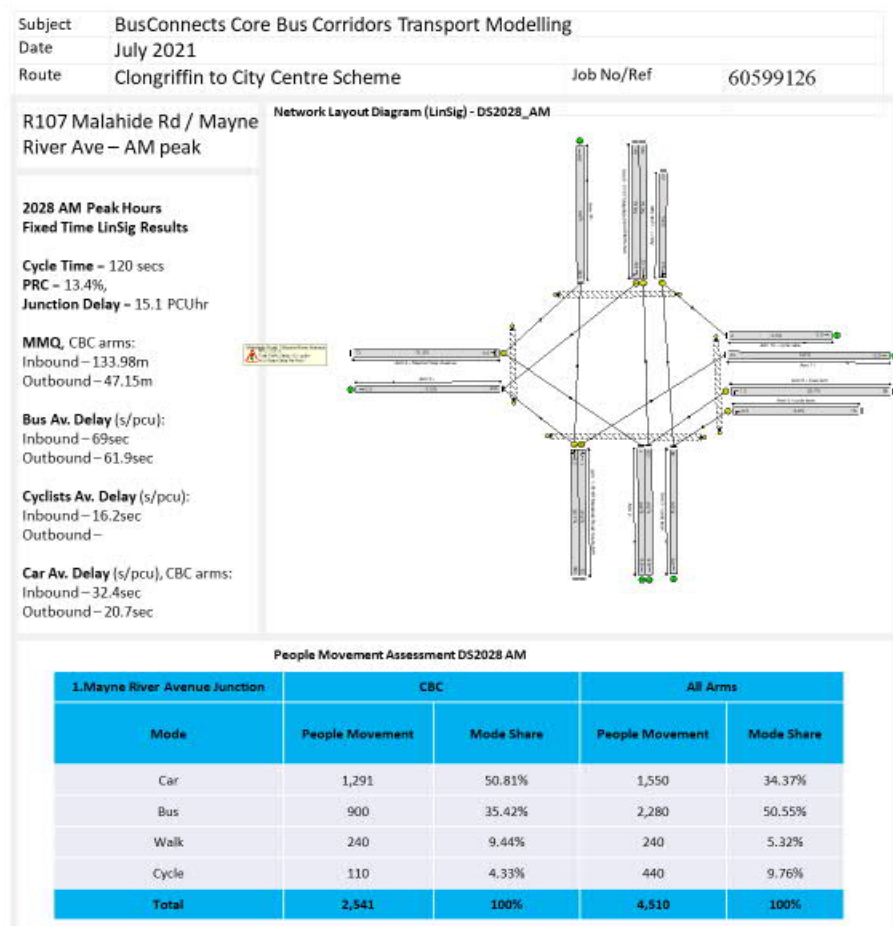 Subject BusConnects Core Bus Corridors Transport Modelling
Date July 2021
Route Clongriffin to City Centre Scheme Job No/Ref 60599126
R107 Malahide Rd / Mayne
River Ave – AM peak
2028 AM Peak Hours
Fixed Time LinSig Results
Cycle Time – 120 secs
PRC – 13.4%,
Junction Delay – 15.1 PCUhr
MMQ, CBC arms:
Inbound – 133.98m
Outbound – 47.15m
Bus Av. Delay (s/pcu):
Inbound – 69sec
Outbound – 61.9sec
Cyclists Av. Delay (s/pcu):
Inbound – 16.2sec
Outbound –
Car Av. Delay (s/pcu), CBC arms:
Inbound – 32.4sec
Outbound – 20.7sec
Network Layout Diagram (LinSig) - DS2028_AM
People Movement Assessment DS2028 AM
1.Mayne River Avenue Junction CBC All Arms
Mode People Movement Mode Share People Movement Mode Share
Car 1,291 50.81% 1,550 34.37%
Bus 900 35.42% 2,280 50.55%
Walk 240 9.44% 240 5.32%
Cycle 110 4.33% 440 9.76%
Total 2,541 100% 4,510 100%